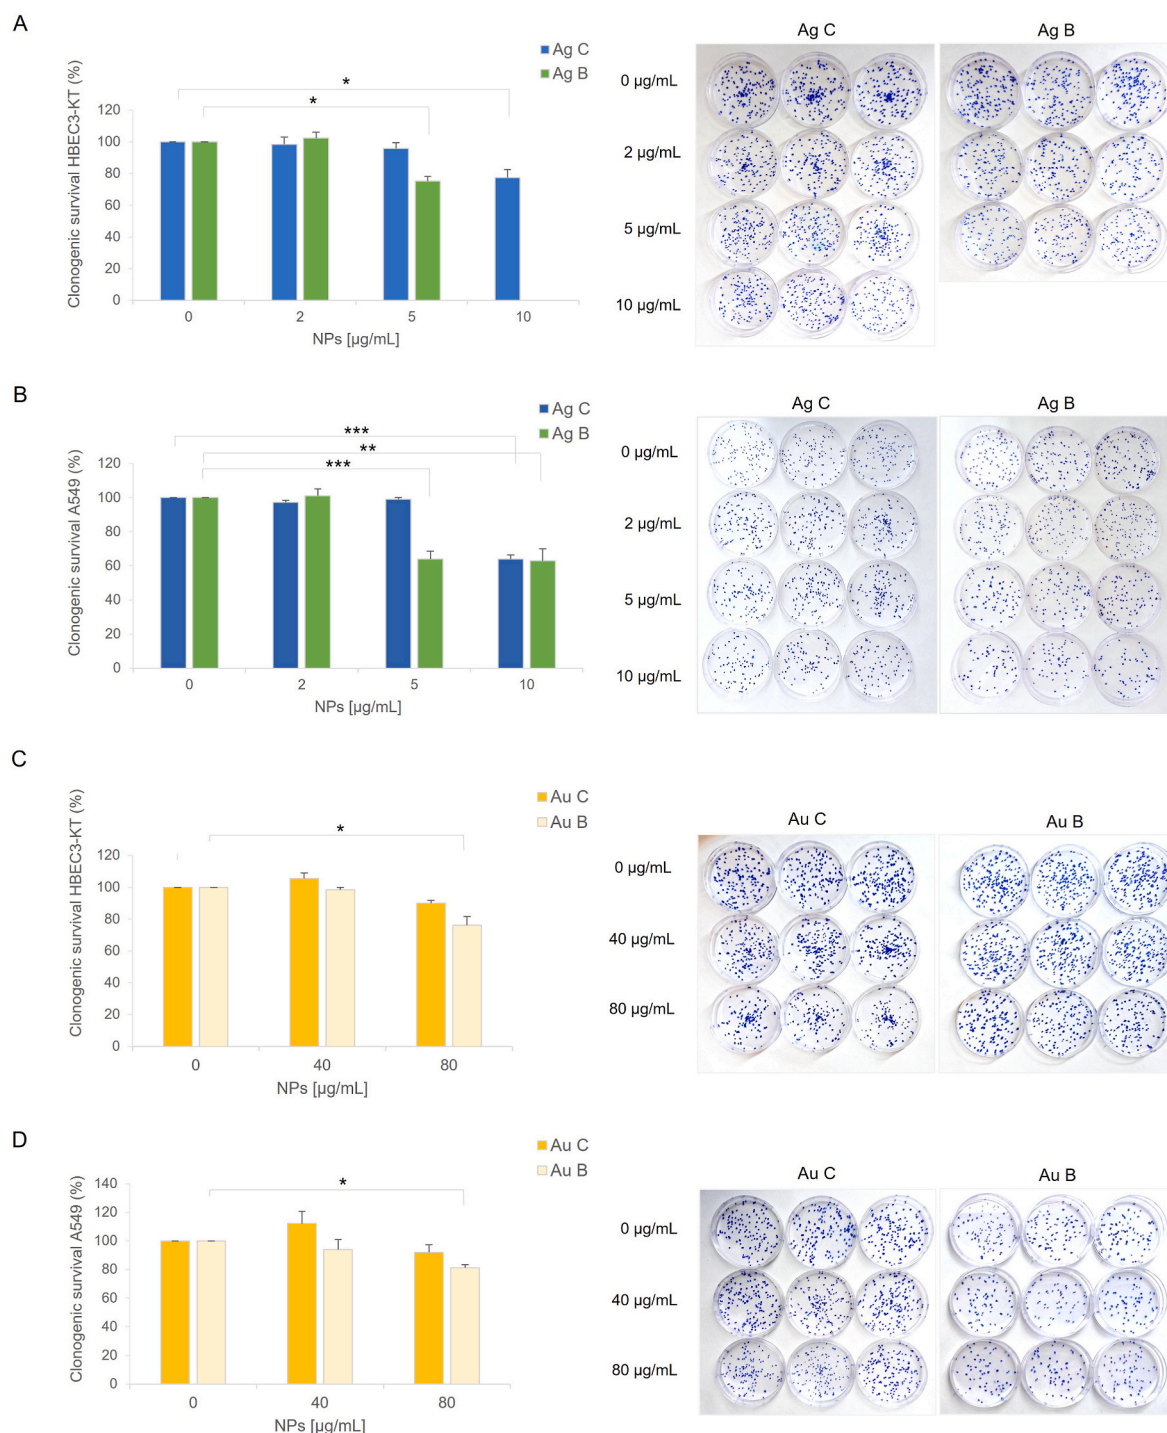 A
Ag C
Ag B
Clonogenic survival HBEC3-KT (%)
*
*
120
100
80
60
40
20
0
0
2
5
10
NPs [µg/mL]
Ag C
Ag B
0 µg/mL
2 µg/mL
5 µg/mL
10 µg/mL
B
Ag C
Ag B
Clonogenic survival A549 (%)
***
**
***
120
100
80
60
40
20
0
0
2
5
10
NPs [µg/mL]
Ag C
Ag B
0 µg/mL
2 µg/mL
5 µg/mL
10 µg/mL
C
Au C
Au B
Clonogenic survival HBEC3-KT (%)
*
120
100
80
60
40
20
0
0
40
80
NPs [µg/mL]
Au C
Au B
0 µg/mL
40 µg/mL
80 µg/mL
D
Au C
Au B
Clonogenic survival A549 (%)
*
140
120
100
80
60
40
20
0
0
40
80
NPs [µg/mL]
Au C
Au B
0 µg/mL
40 µg/mL
80 µg/mL